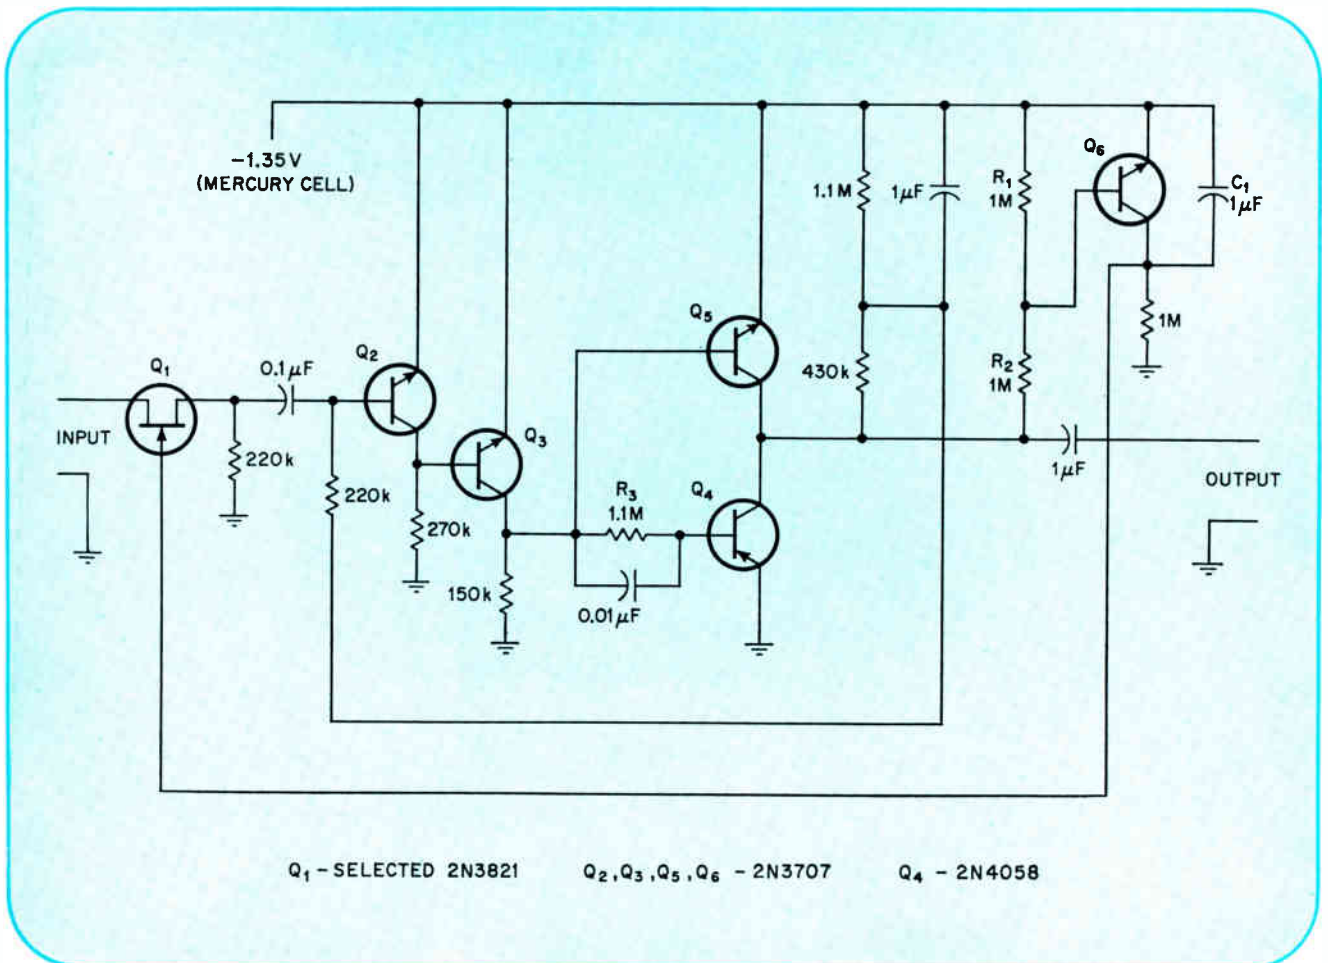 −1.35V
(MERCURY CELL)
Q₁
0.1µF
Q₂
Q₃
INPUT
220k
220k
270k
150k
R₃
1.1M
0.01µF
Q₄
Q₅
1.1M
1µF
430k
R₁
1M
R₂
1M
Q₆
C₁
1µF
1M
1µF
OUTPUT
Q₁ – SELECTED 2N3821 Q₂,Q₃,Q₅,Q₆ – 2N3707 Q₄ – 2N4058